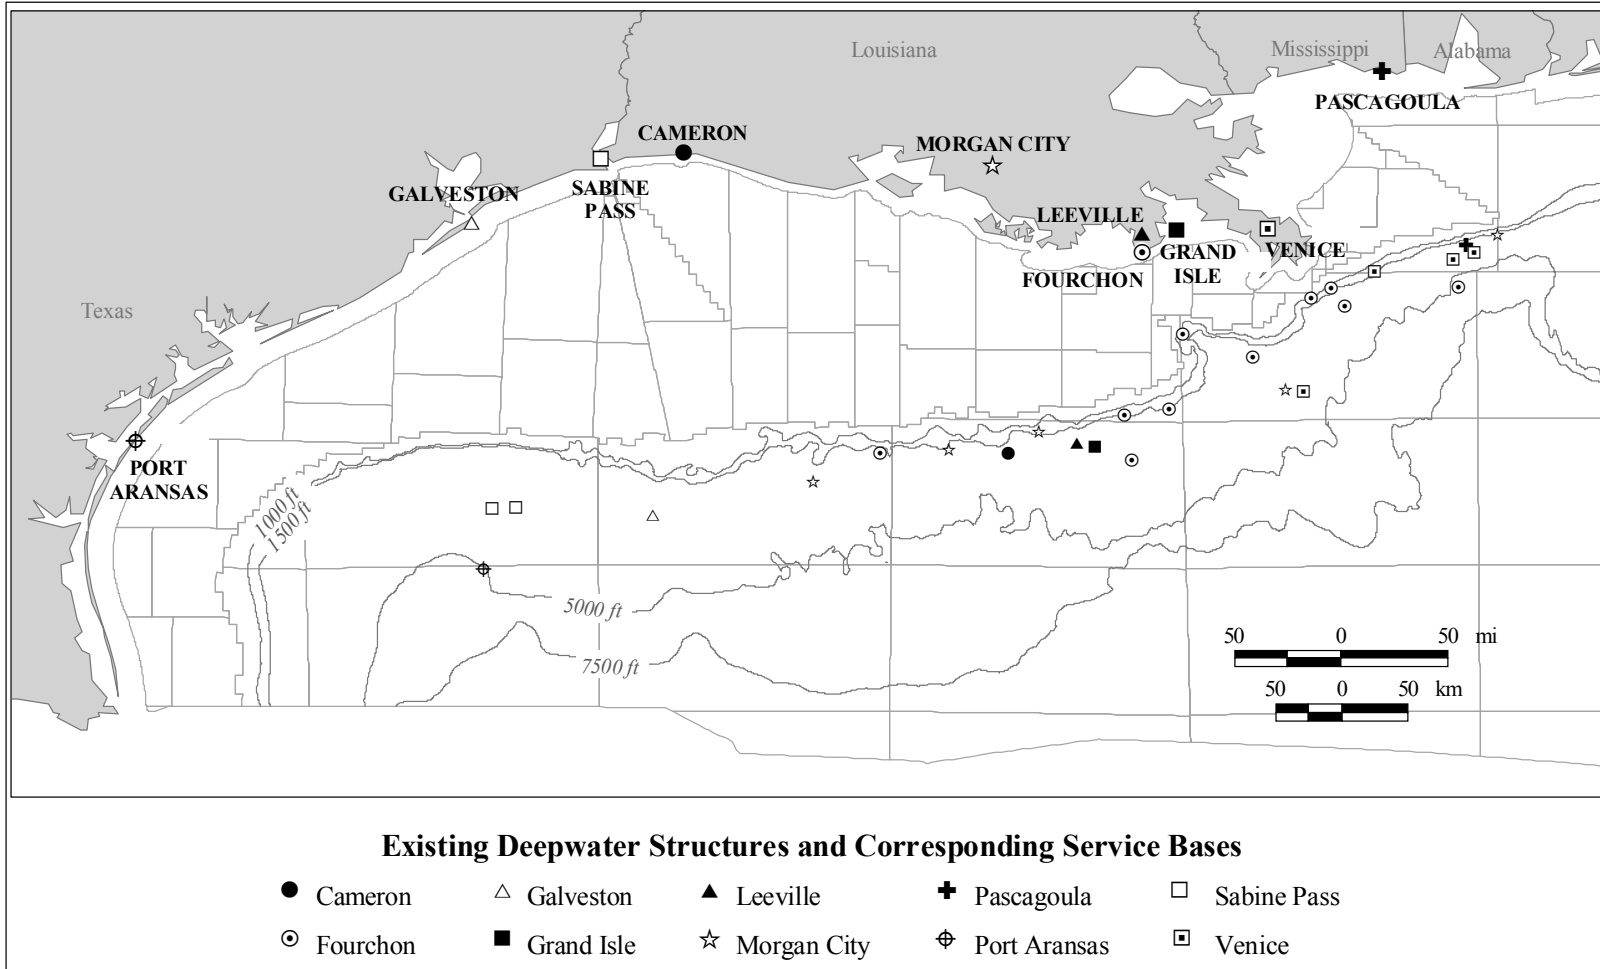 Louisiana
Mississippi
Alabama
PASCAGOULA
CAMERON
MORGAN CITY
GALVESTON
SABINE
PASS
LEEVILLE
GRAND
ISLE
VENICE
FOURCHON
Texas
PORT
ARANSAS
1000 ft
1500 ft
5000 ft
7500 ft
50 0 50 mi
50 0 50 km
Existing Deepwater Structures and Corresponding Service Bases
Cameron Galveston Leeville Pascagoula Sabine Pass
Fourchon Grand Isle Morgan City Port Aransas Venice